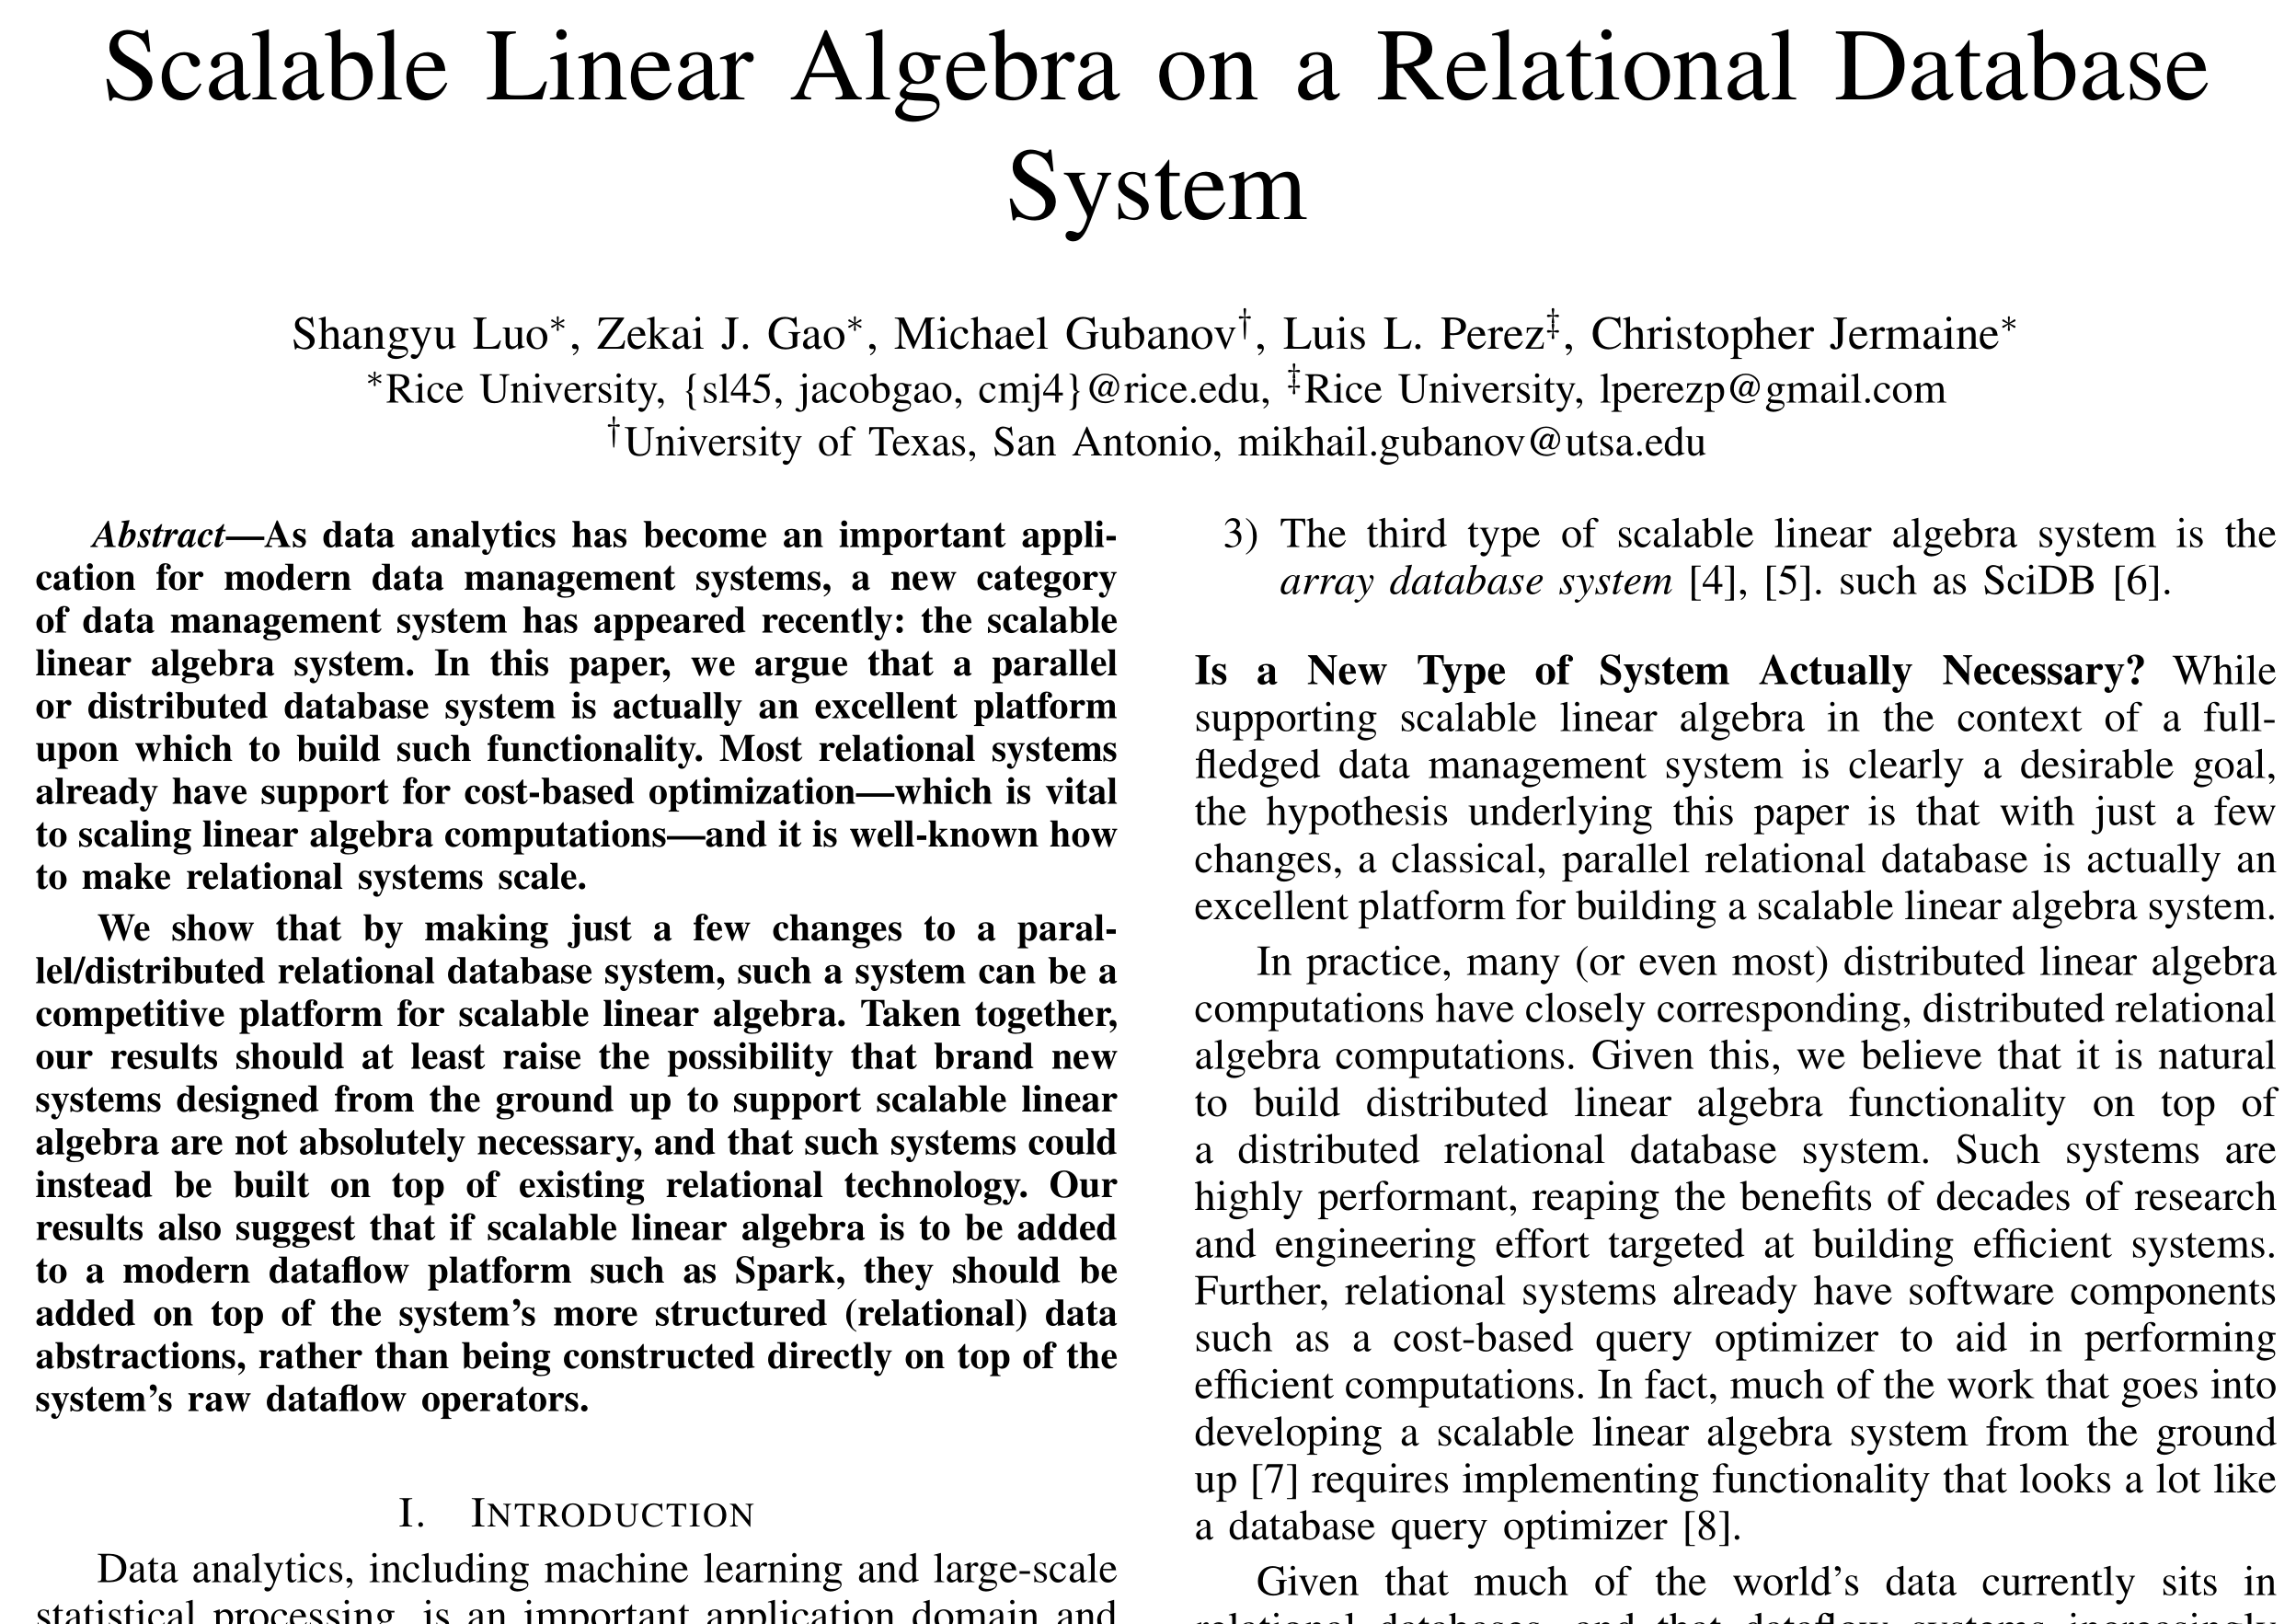 Scalable Linear Algebra on a Relational Database
System
Shangyu Luo*, Zekai J. Gao*, Michael Gubanov†, Luis L. Perez‡, Christopher Jermaine*
*Rice University, {sl45, jacobgao, cmj4}@rice.edu, ‡Rice University, lperezp@gmail.com
†University of Texas, San Antonio, mikhail.gubanov@utsa.edu
Abstract—As data analytics has become an important appli-
cation for modern data management systems, a new category
of data management system has appeared recently: the scalable
linear algebra system. In this paper, we argue that a parallel
or distributed database system is actually an excellent platform
upon which to build such functionality. Most relational systems
already have support for cost-based optimization—which is vital
to scaling linear algebra computations—and it is well-known how
to make relational systems scale.
We show that by making just a few changes to a paral-
lel/distributed relational database system, such a system can be a
competitive platform for scalable linear algebra. Taken together,
our results should at least raise the possibility that brand new
systems designed from the ground up to support scalable linear
algebra are not absolutely necessary, and that such systems could
instead be built on top of existing relational technology. Our
results also suggest that if scalable linear algebra is to be added
to a modern dataflow platform such as Spark, they should be
added on top of the system's more structured (relational) data
abstractions, rather than being constructed directly on top of the
system's raw dataflow operators.
I. INTRODUCTION
Data analytics, including machine learning and large-scale
statistical processing, is an important application domain and
3) The third type of scalable linear algebra system is the
array database system [4], [5]. such as SciDB [6].
Is a New Type of System Actually Necessary? While
supporting scalable linear algebra in the context of a full-
fledged data management system is clearly a desirable goal,
the hypothesis underlying this paper is that with just a few
changes, a classical, parallel relational database is actually an
excellent platform for building a scalable linear algebra system.
In practice, many (or even most) distributed linear algebra
computations have closely corresponding, distributed relational
algebra computations. Given this, we believe that it is natural
to build distributed linear algebra functionality on top of
a distributed relational database system. Such systems are
highly performant, reaping the benefits of decades of research
and engineering effort targeted at building efficient systems.
Further, relational systems already have software components
such as a cost-based query optimizer to aid in performing
efficient computations. In fact, much of the work that goes into
developing a scalable linear algebra system from the ground
up [7] requires implementing functionality that looks a lot like
a database query optimizer [8].
Given that much of the world's data currently sits in
relational databases, and that dataflow systems increasingly